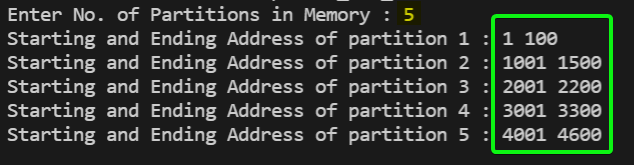 Enter No. of Partitions in Memory : 5
Starting and Ending Address of partition 1 : 1 100
Starting and Ending Address of partition 2 : 1001 1500
Starting and Ending Address of partition 3 : 2001 2200
Starting and Ending Address of partition 4 : 3001 3300
Starting and Ending Address of partition 5 : 4001 4600